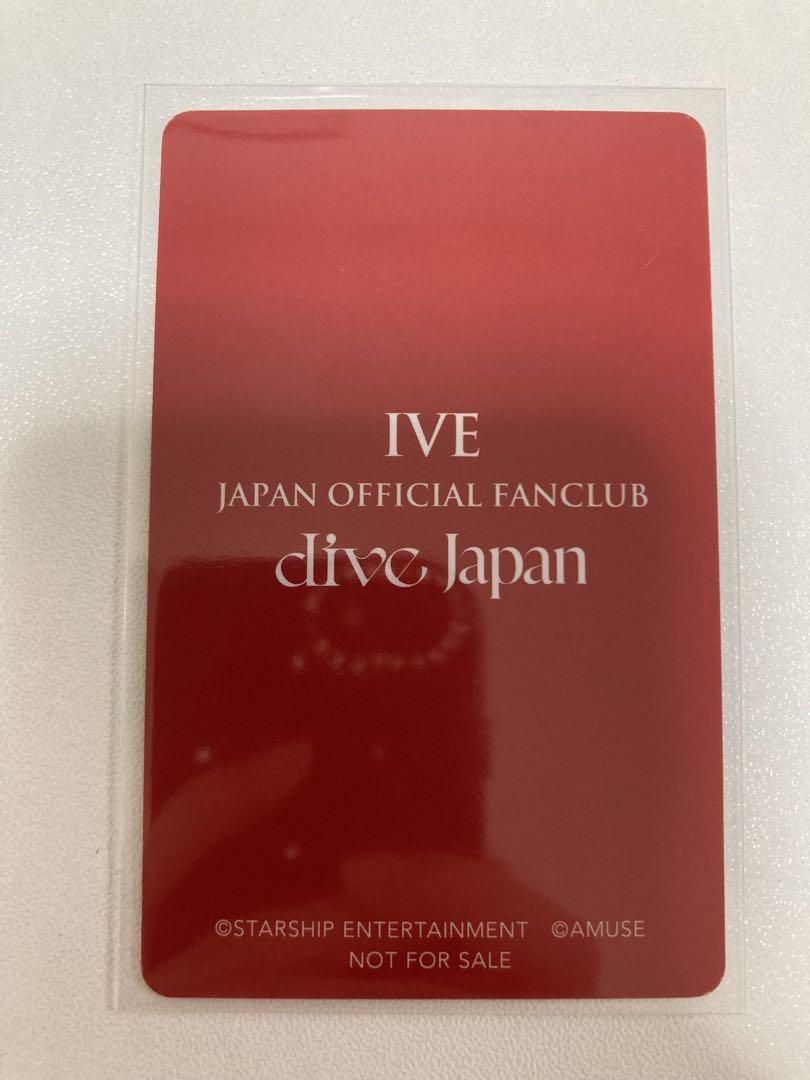 IVE
JAPAN OFFICIAL FANCLUB
dive Japan
©STARSHIP ENTERTAINMENT ©AMUSE
NOT FOR SALE